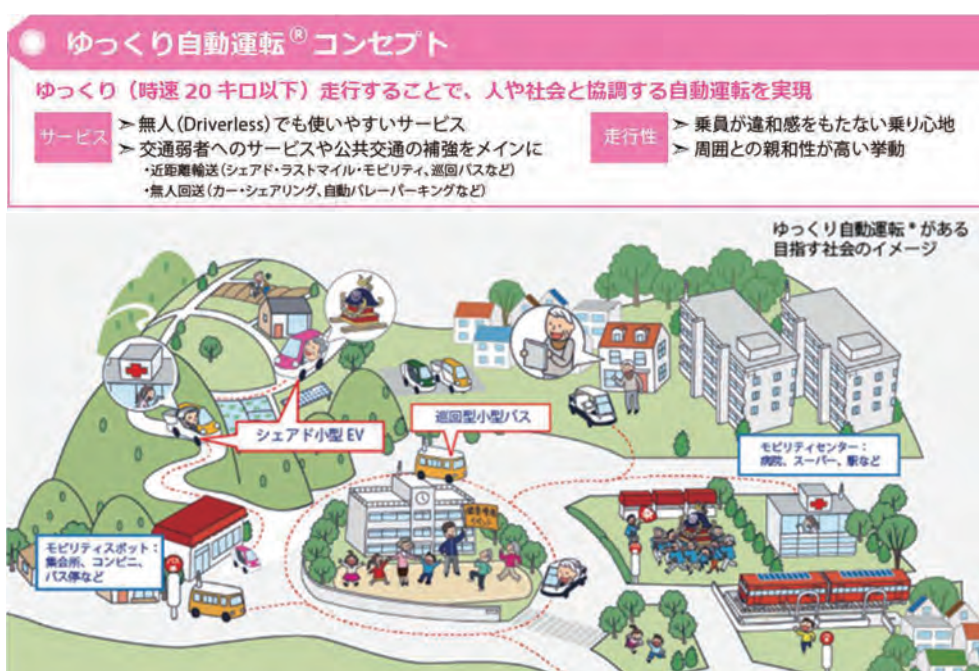 ゆっくり自動運転® コンセプト
ゆっくり（時速 20 キロ以下）走行することで、人や社会と協調する自動運転を実現
サービス
➢ 無人(Driverless)でも使いやすいサービス
➢ 交通弱者へのサービスや公共交通の補強をメインに
・近距離輸送(シェアド・ラストマイル・モビリティ、巡回バスなど)
・無人回送(カー・シェアリング、自動バレーパーキングなど)
走行性
➢ 乗員が違和感をもたない乗り心地
➢ 周囲との親和性が高い挙動
ゆっくり自動運転®がある
目指す社会のイメージ
シェアド小型 EV
巡回型小型バス
モビリティセンター：
病院、スーパー、駅など
モビリティスポット：
集会所、コンビニ、
バス停など